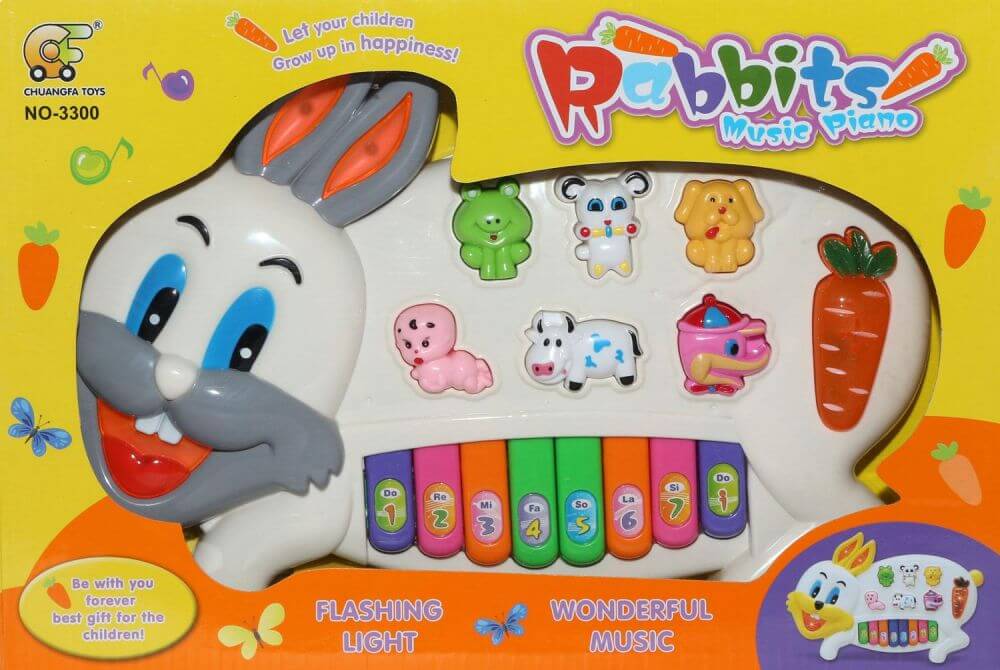 CHUANGFA TOYS
NO-3300
Let your children
Grow up in happiness!
Rabbits
Music Piano
Do Re Mi Fa So La Si Do
1 2 3 4 5 6 7 i
Be with you
forever
best gift for the
children!
FLASHING
LIGHT
WONDERFUL
MUSIC